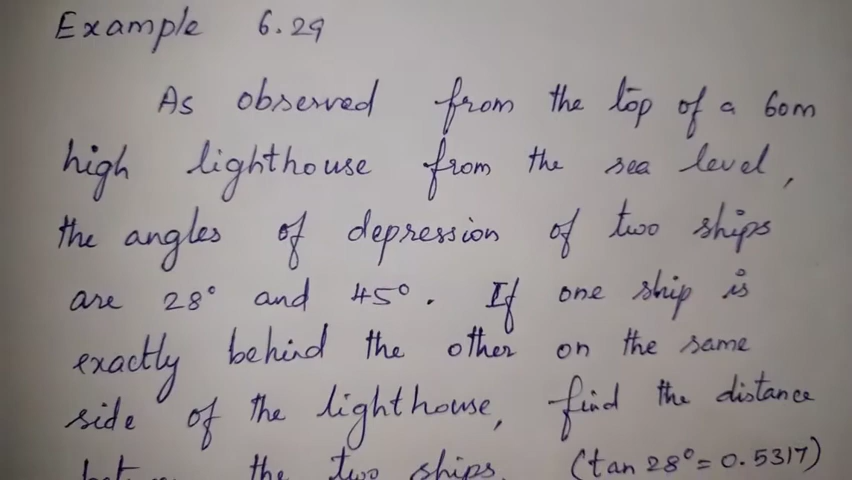 Example 6.29
As observed from the top of a 60m
high lighthouse from the sea level,
the angles of depression of two ships
are 28° and 45°. If one ship is
exactly behind the other on the same
side of the lighthouse, find the distance
between the two ships. (tan 28° = 0.5317)